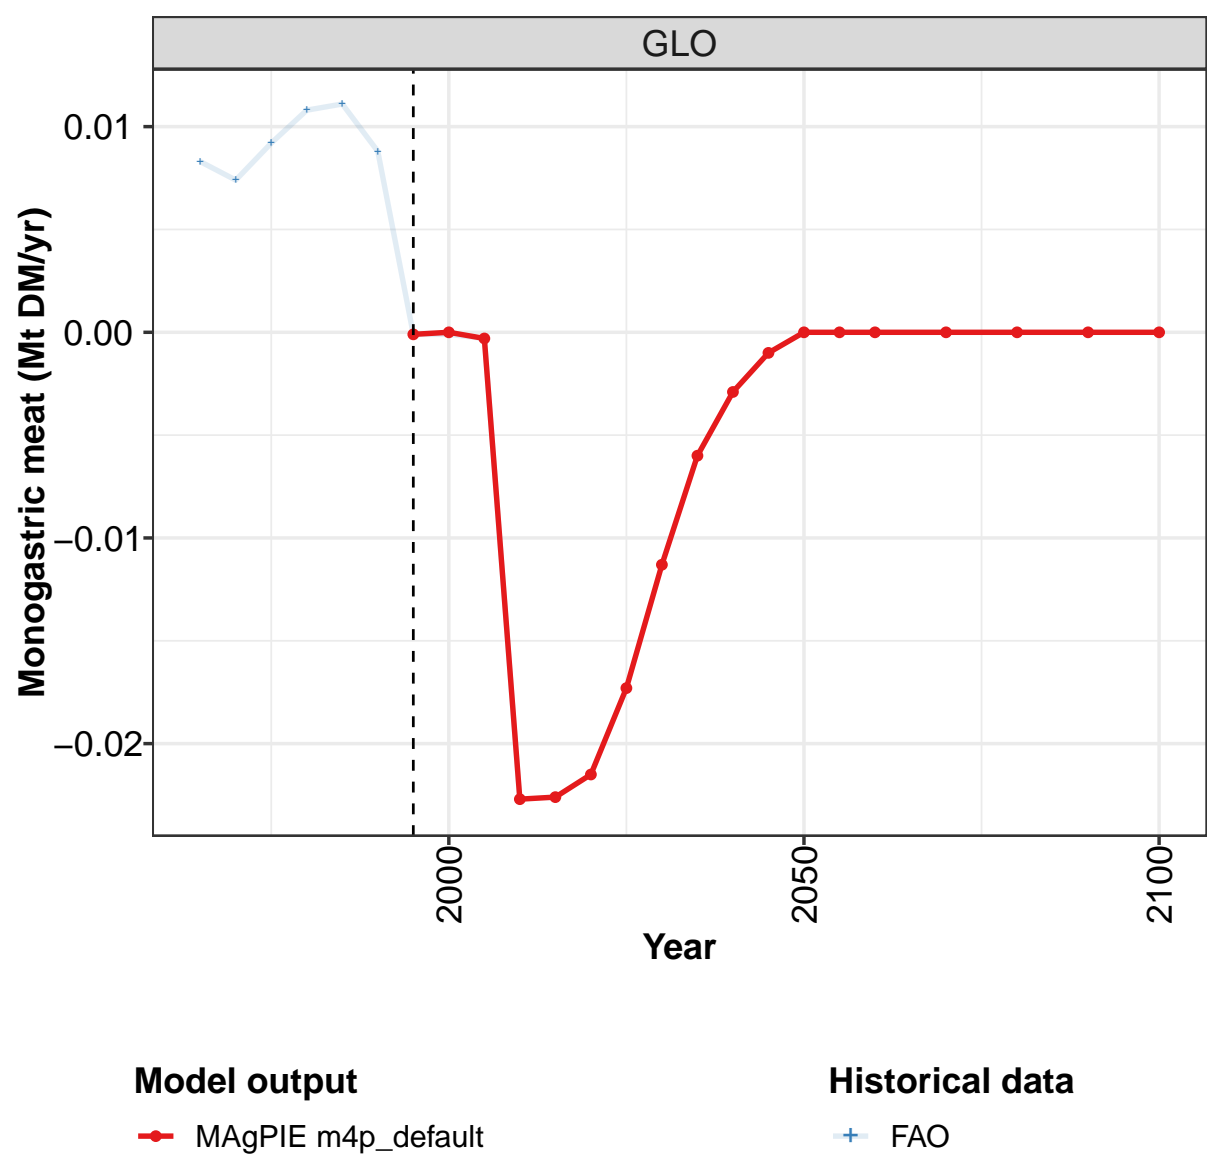 GLO
Monogastric meat (Mt DM/yr)
0.01
0.00
−0.01
−0.02
2000
2050
2100
Year
Model output
MAgPIE m4p_default
Historical data
FAO